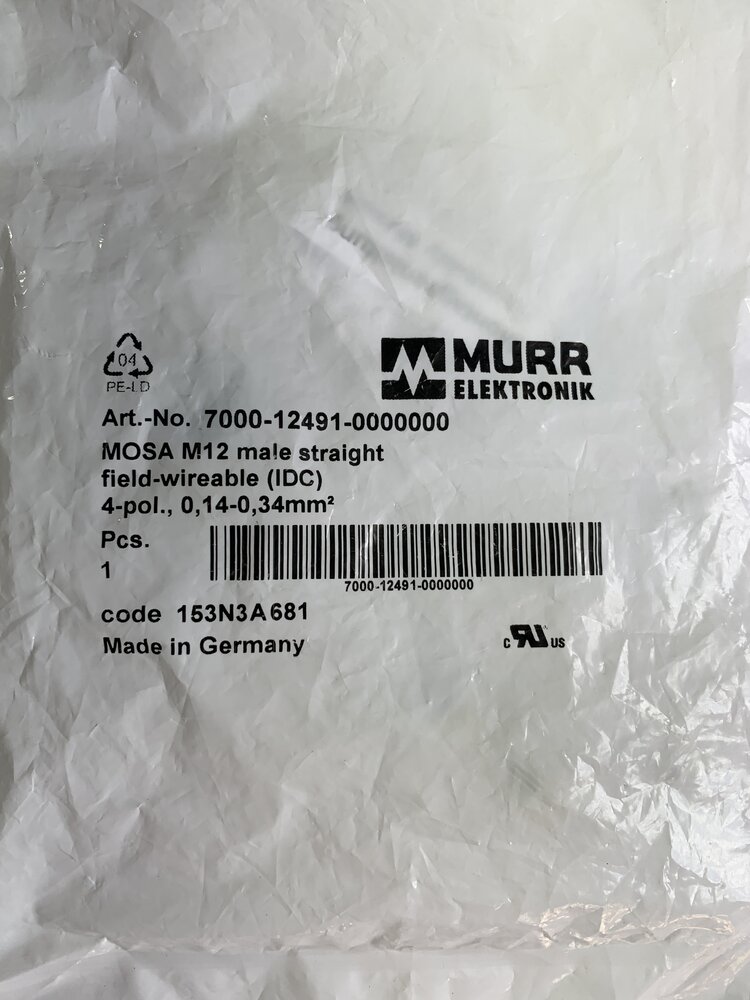 04
PE-LD
MURR
ELEKTRONIK
Art.-No. 7000-12491-0000000
MOSA M12 male straight
field-wireable (IDC)
4-pol., 0,14-0,34mm²
Pcs.
1
7000-12491-0000000
code 153N3A681
Made in Germany
c RU US